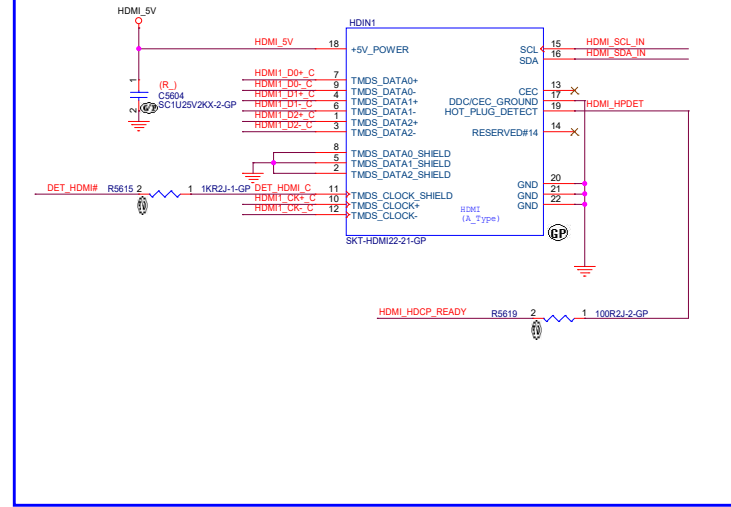 HDMI_5V
HDIN1
HDMI_5V 18 +5V_POWER SCL 15 HDMI_SCL_IN
SDA 16 HDMI_SDA_IN
1 (R_) C5604 SC1U25V2KX-2-GP 2 GP
HDMI1_D0+_C 7 TMDS_DATA0+
HDMI1_D0-_C 9 TMDS_DATA0- CEC 13
HDMI1_D1+_C 4 TMDS_DATA1+ DDC/CEC_GROUND 17
HDMI1_D1-_C 6 TMDS_DATA1- HOT_PLUG_DETECT 19 HDMI_HPDET
HDMI1_D2+_C 1 TMDS_DATA2+
HDMI1_D2-_C 3 TMDS_DATA2- RESERVED#14 14
8 TMDS_DATA0_SHIELD
5 TMDS_DATA1_SHIELD
2 TMDS_DATA2_SHIELD
GND 20
DET_HDMI# R5615 2 1 1KR2J-1-GP DET_HDMI_C 11 TMDS_CLOCK_SHIELD GND 21
HDMI1_CK+_C 10 TMDS_CLOCK+ GND 22
HDMI1_CK-_C 12 TMDS_CLOCK-
HDMI
(A_Type)
SKT-HDMI22-21-GP
GP
HDMI_HDCP_READY R5619 2 1 100R2J-2-GP